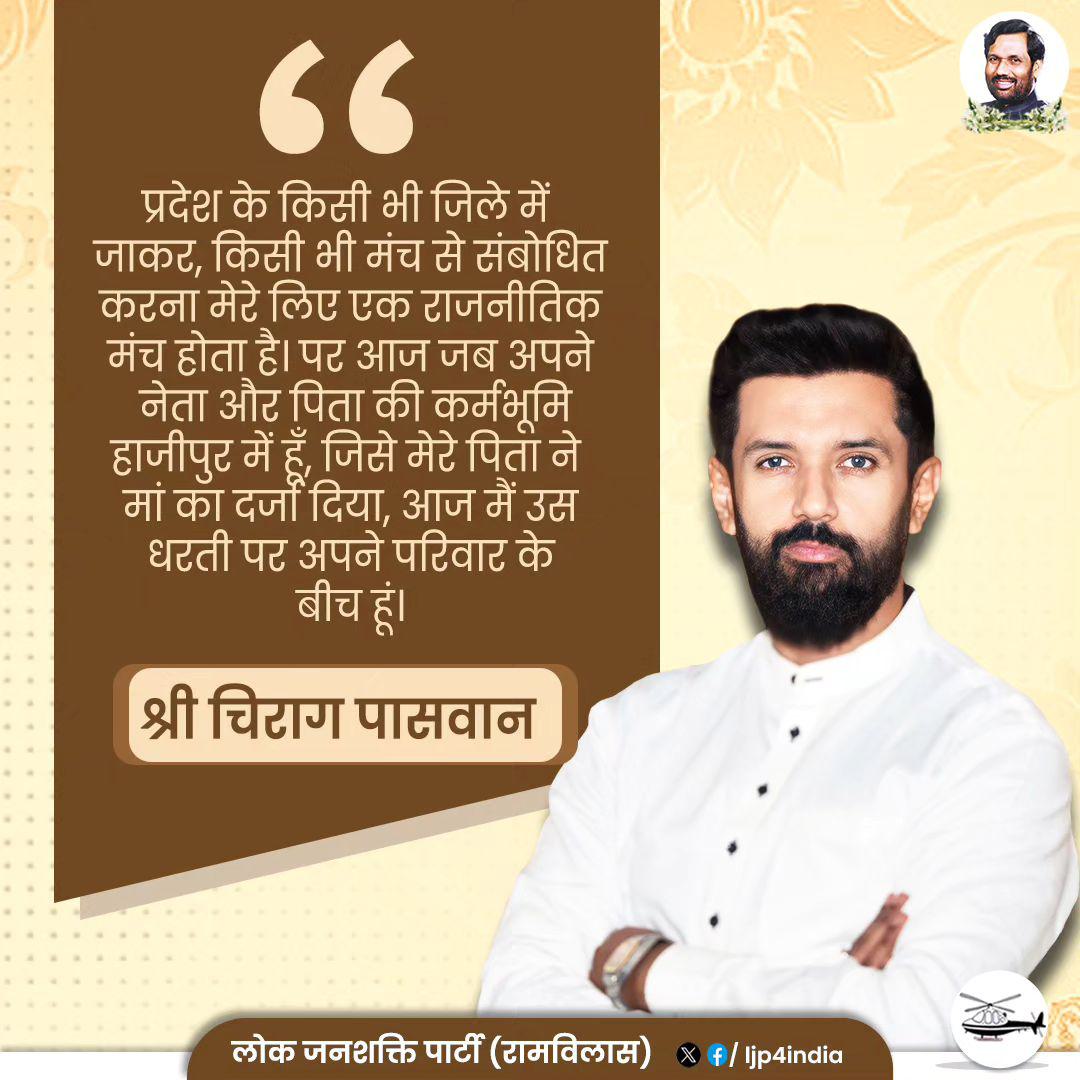 प्रदेश के किसी भी जिले में
जाकर, किसी भी मंच से संबोधित
करना मेरे लिए एक राजनीतिक
मंच होता है। पर आज जब अपने
नेता और पिता की कर्मभूमि
हाजीपुर में हूँ, जिसे मेरे पिता ने
मां का दर्जा दिया, आज मैं उस
धरती पर अपने परिवार के
बीच हूं।
श्री चिराग पासवान
लोक जनशक्ति पार्टी (रामविलास) / ljp4india